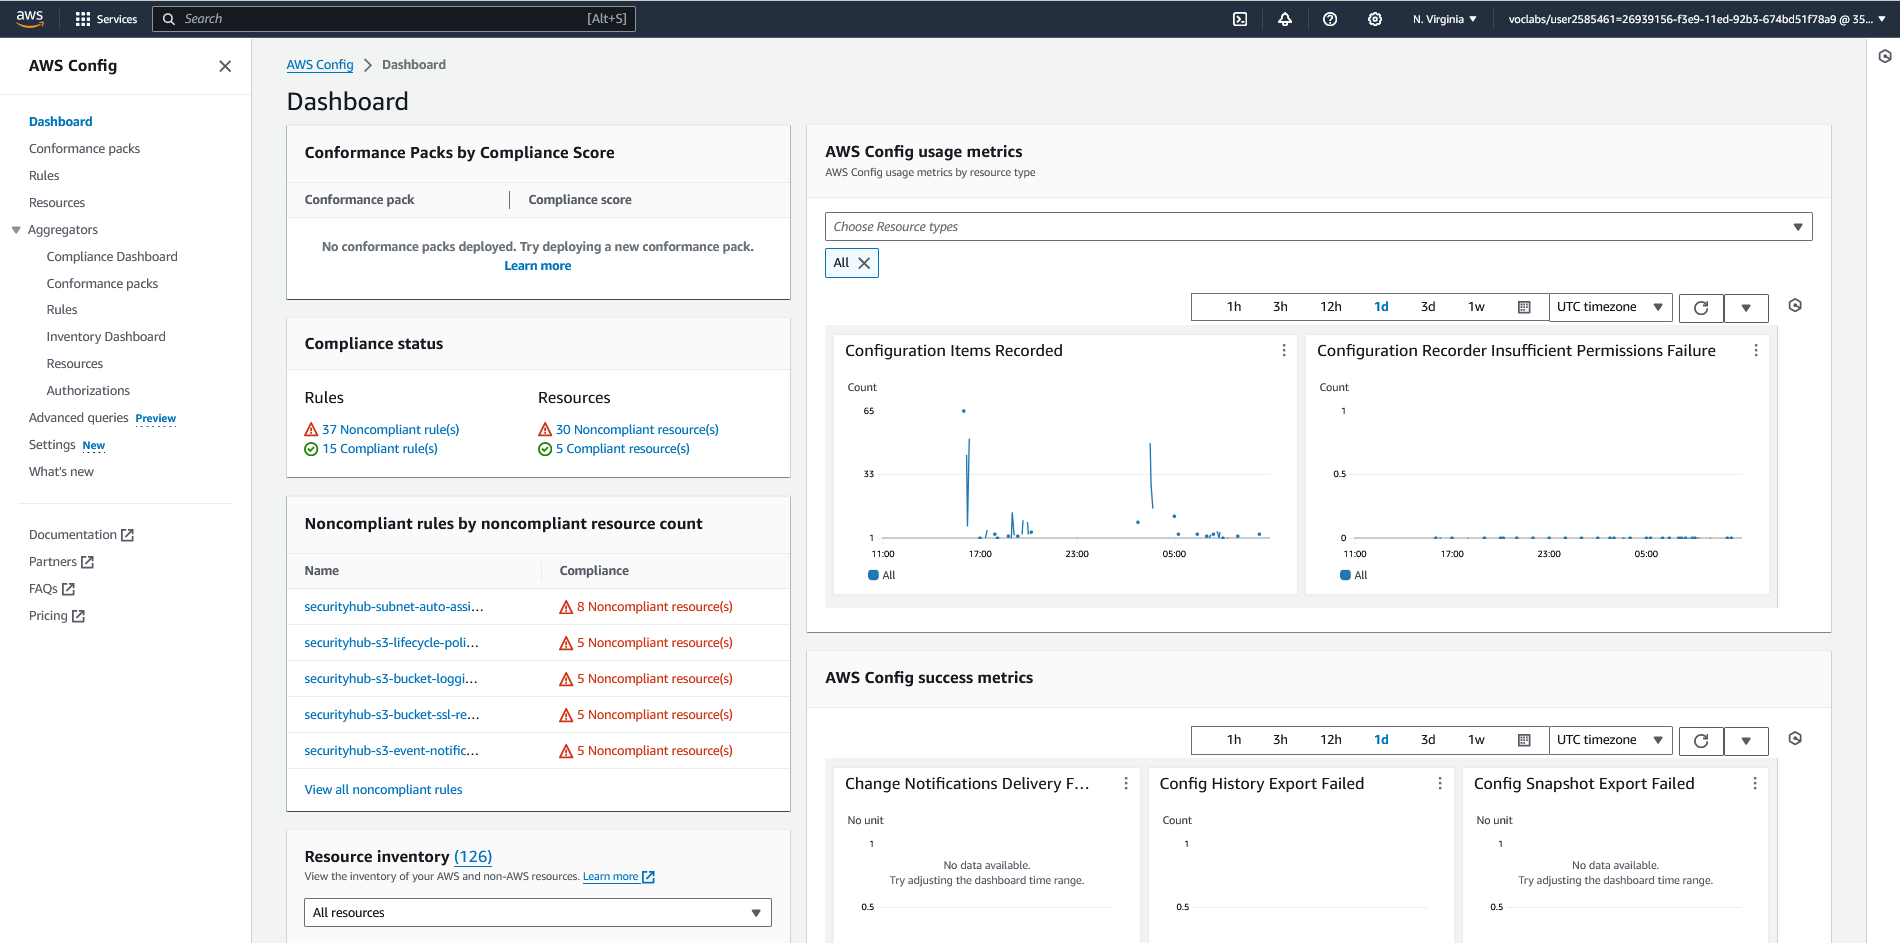 aws
Services
Search
[Alt+S]
N. Virginia
voclabs/user2585461=26939156-f3e9-11ed-92b3-674bd51f78a9 @ 35...
AWS Config
Dashboard
Conformance packs
Rules
Resources
Aggregators
Compliance Dashboard
Conformance packs
Rules
Inventory Dashboard
Resources
Authorizations
Advanced queries Preview
Settings New
What's new
Documentation
Partners
FAQs
Pricing
AWS Config > Dashboard
Dashboard
Conformance Packs by Compliance Score
Conformance pack
Compliance score
No conformance packs deployed. Try deploying a new conformance pack.
Learn more
Compliance status
Rules
37 Noncompliant rule(s)
15 Compliant rule(s)
Resources
30 Noncompliant resource(s)
5 Compliant resource(s)
Noncompliant rules by noncompliant resource count
Name
Compliance
securityhub-subnet-auto-assi...
8 Noncompliant resource(s)
securityhub-s3-lifecycle-poli...
5 Noncompliant resource(s)
securityhub-s3-bucket-loggi...
5 Noncompliant resource(s)
securityhub-s3-bucket-ssl-re...
5 Noncompliant resource(s)
securityhub-s3-event-notific...
5 Noncompliant resource(s)
View all noncompliant rules
Resource inventory (126)
View the inventory of your AWS and non-AWS resources. Learn more
All resources
AWS Config usage metrics
AWS Config usage metrics by resource type
Choose Resource types
All
1h
3h
12h
1d
3d
1w
UTC timezone
Configuration Items Recorded
Count
65
33
1
11:00
17:00
23:00
05:00
All
Configuration Recorder Insufficient Permissions Failure
Count
1
0.5
0
11:00
17:00
23:00
05:00
All
AWS Config success metrics
1h
3h
12h
1d
3d
1w
UTC timezone
Change Notifications Delivery F...
No unit
1
No data available.
Try adjusting the dashboard time range.
0.5
Config History Export Failed
Count
1
0.5
Config Snapshot Export Failed
No unit
1
No data available.
Try adjusting the dashboard time range.
0.5